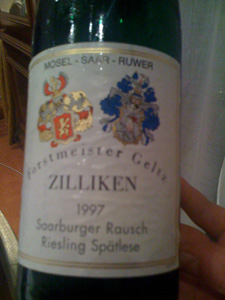 MOSEL - SAAR - RUWER
Forstmeister Geltz
ZILLIKEN
1997
Saarburger Rausch
Riesling Spätlese